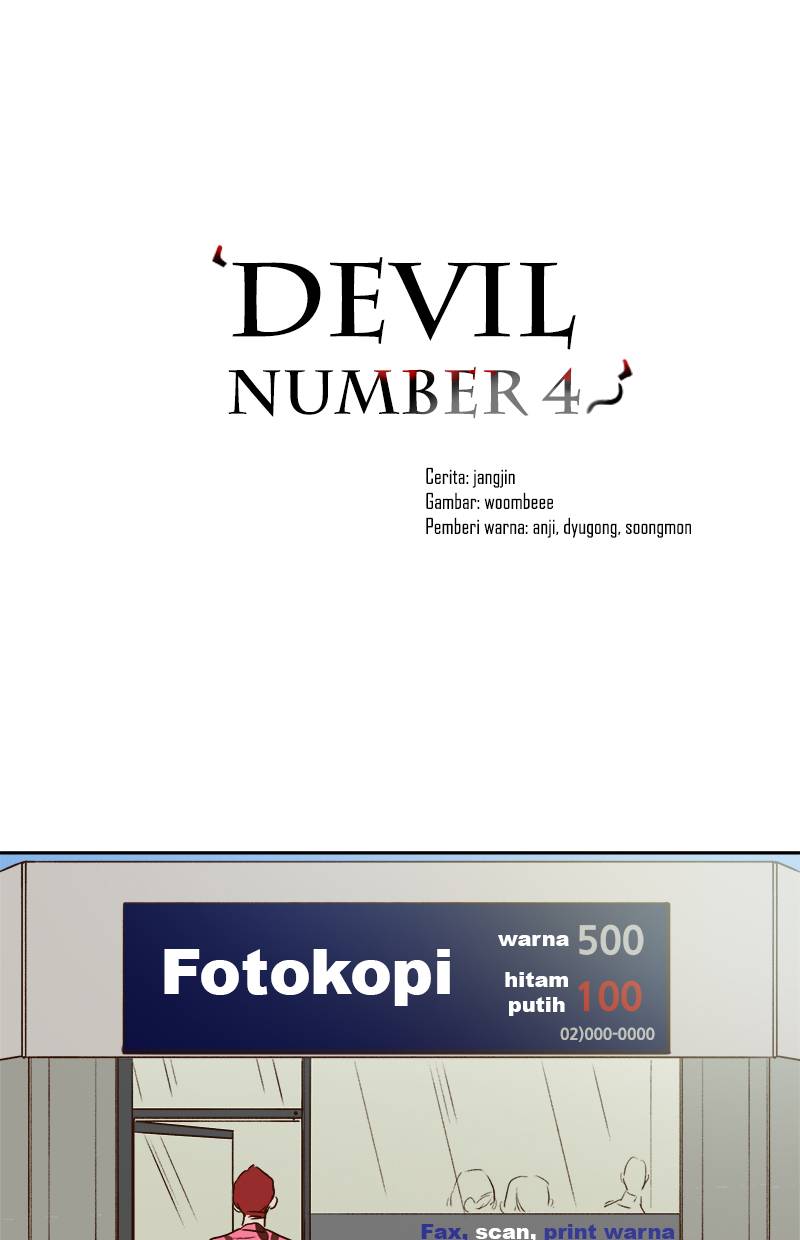 DEVIL
NUMBER 4
Cerita: jangjin
Gambar: woombeee
Pemberi warna: anji, dyugong, soongmon
Fotokopi
warna 500
hitam
putih 100
02)000-0000
Fax, scan, print warna